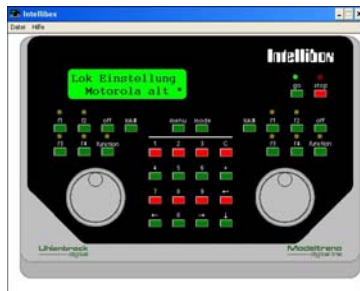 Intellibox
Datei Hilfe
Intellibox
Lok Einstellung
Motorola alt *
go stop
f1 f2 off lok#
menu mode
lok# f1 f2 off
f3 f4 function
1 2 3 C
f3 f4 function
4 5 6 +
7 8 9 ←
← 0 → ↓
Uhlenbrock
digital
Modeltreno
digital line